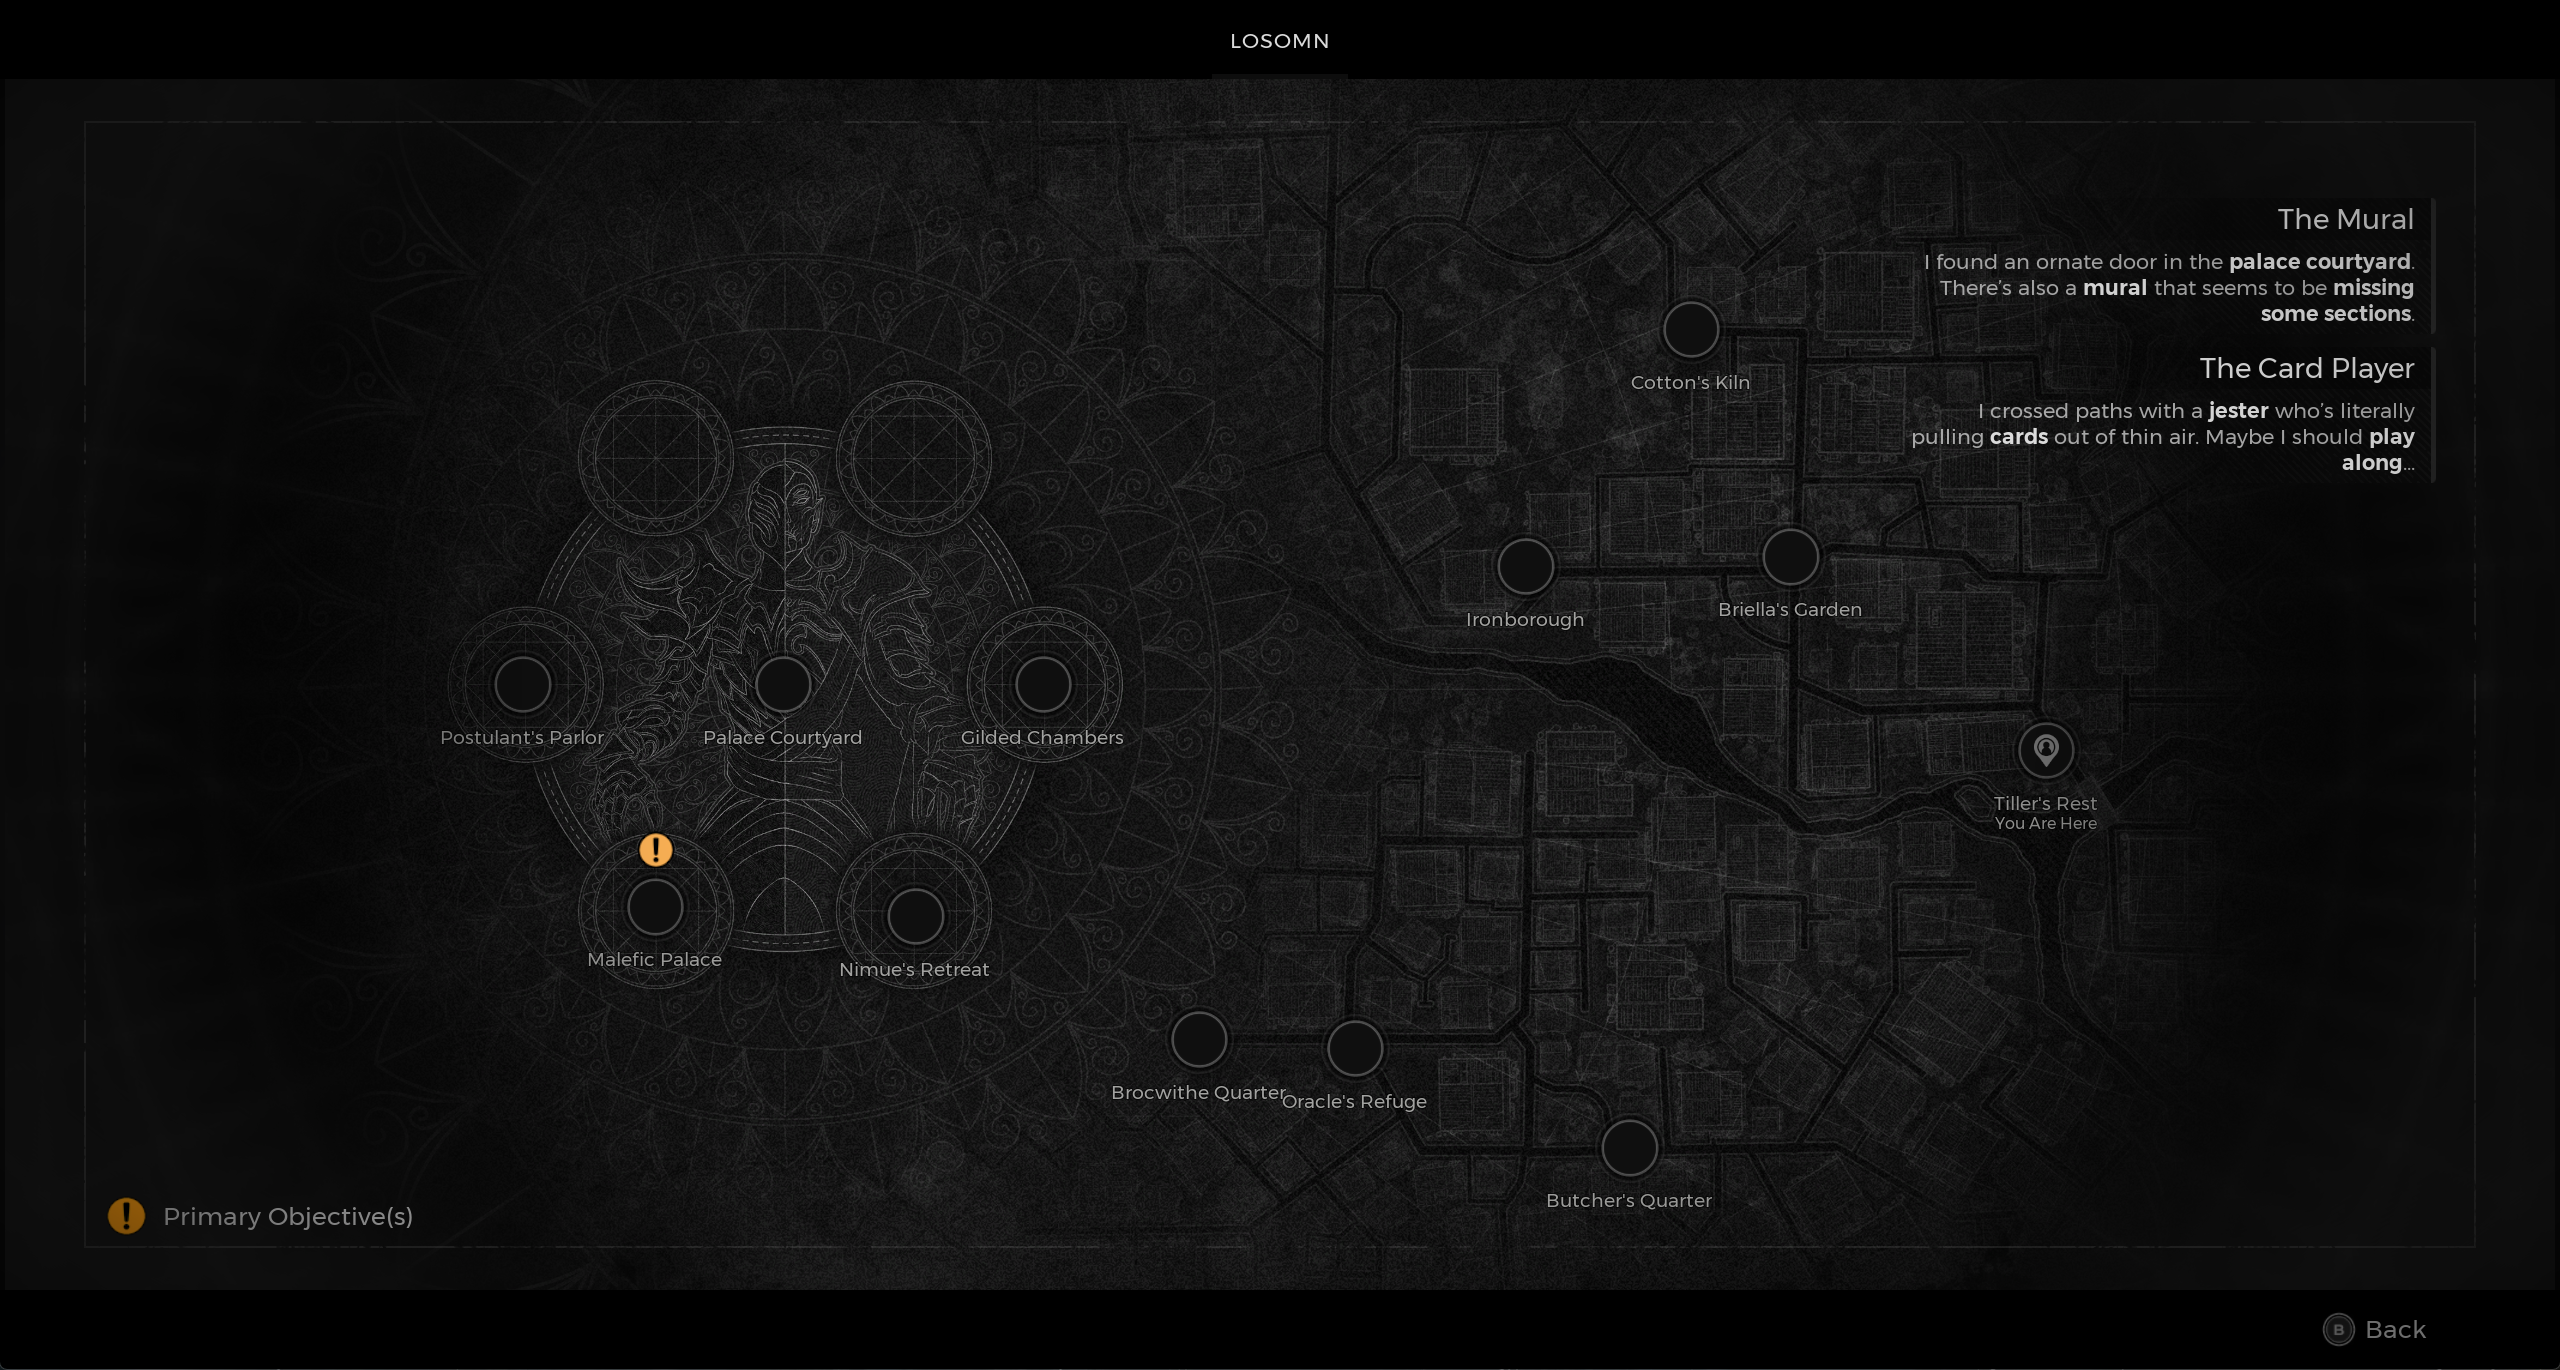 LOSOMN
The Mural
I found an ornate door in the palace courtyard.
There's also a mural that seems to be missing
some sections.
The Card Player
I crossed paths with a jester who's literally
pulling cards out of thin air. Maybe I should play
along...
Cotton's Kiln
Ironborough
Briella's Garden
Postulant's Parlor
Palace Courtyard
Gilded Chambers
Tiller's Rest
You Are Here
!
Malefic Palace
Nimue's Retreat
Brocwithe Quarter
Oracle's Refuge
Butcher's Quarter
! Primary Objective(s)
B Back